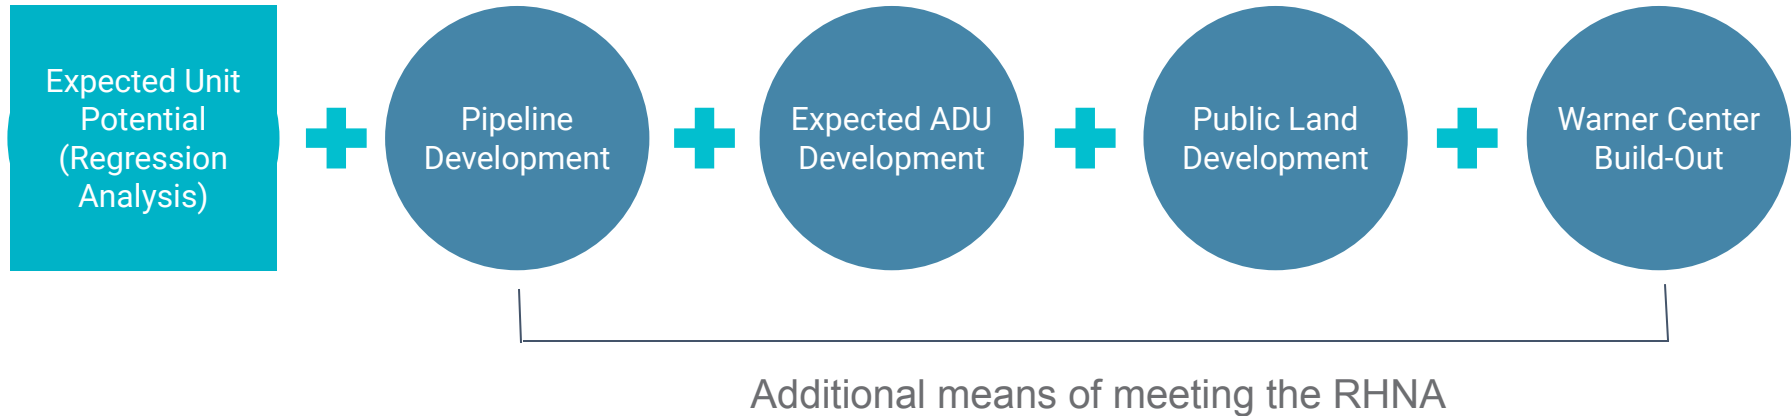 Expected Unit
Potential
(Regression
Analysis)
Pipeline
Development
Expected ADU
Development
Public Land
Development
Warner Center
Build-Out
Additional means of meeting the RHNA